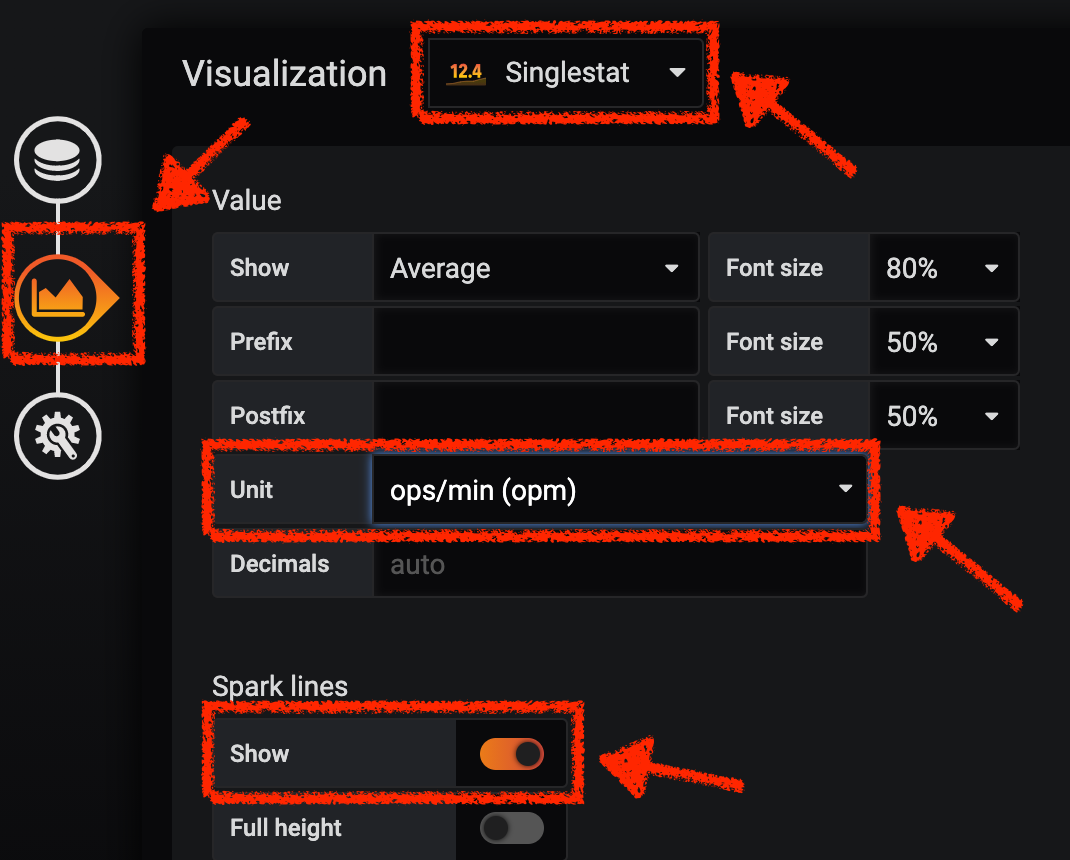 Visualization 12.4 Singlestat
Value
Show Average Font size 80%
Prefix Font size 50%
Postfix Font size 50%
Unit ops/min (opm)
Decimals auto
Spark lines
Show
Full height